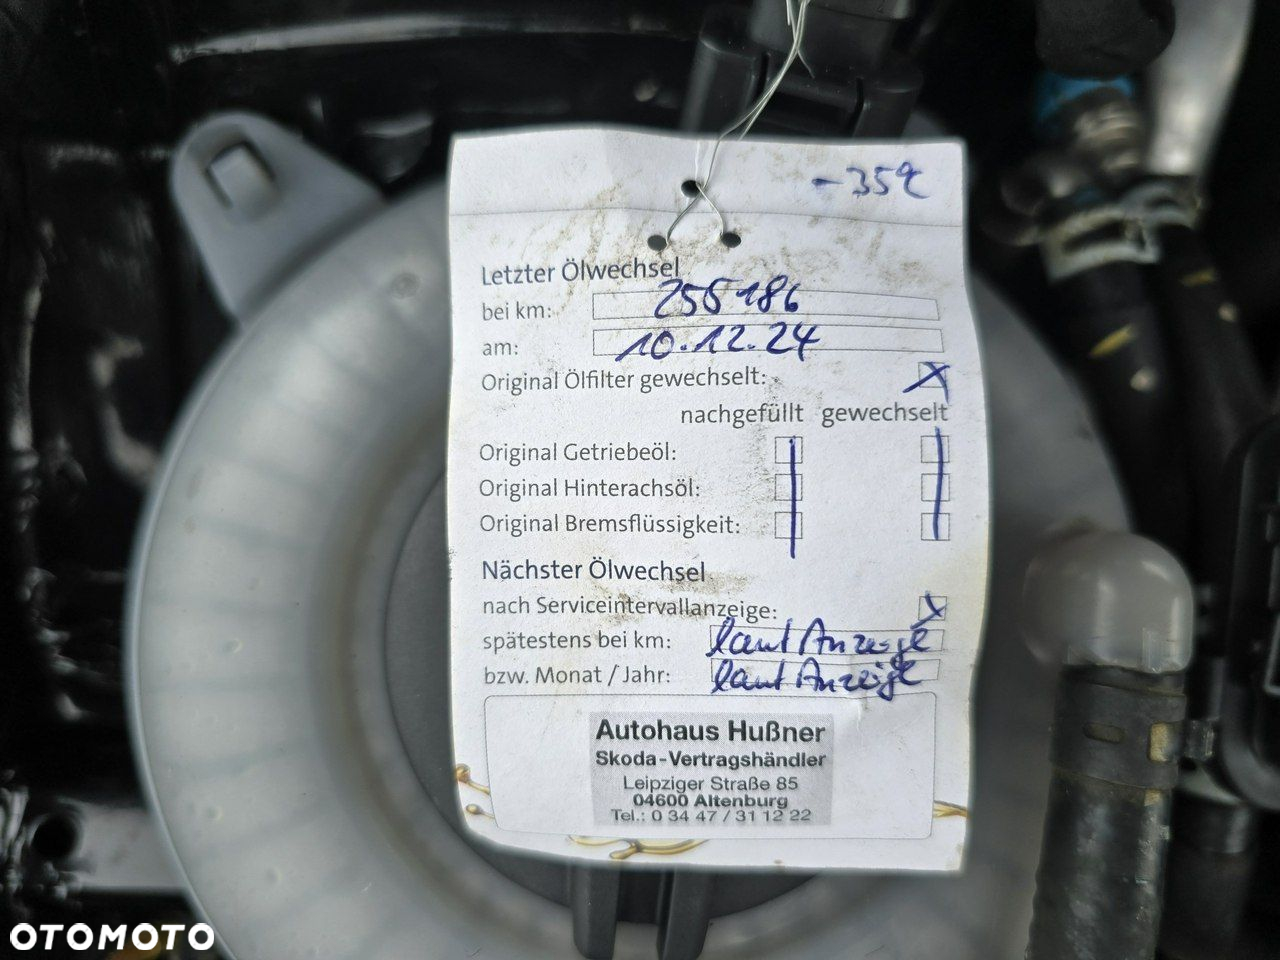 -35°C
Letzter Ölwechsel
bei km: 255186
am: 10.12.24
Original Ölfilter gewechselt: X
nachgefüllt gewechselt
Original Getriebeöl:
Original Hinterachsöl:
Original Bremsflüssigkeit:
Nächster Ölwechsel
nach Serviceintervallanzeige: X
spätestens bei km: laut Anzeige
bzw. Monat / Jahr: laut Anzeige
Autohaus Hußner
Skoda-Vertragshändler
Leipziger Straße 85
04600 Altenburg
Tel.: 0 34 47 / 31 12 22
OTOMOTO